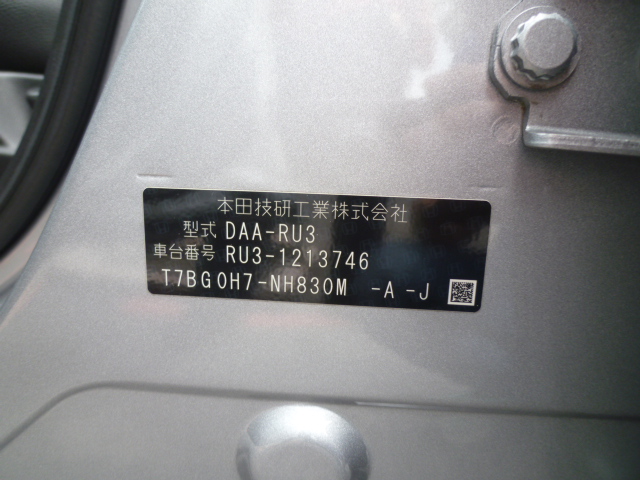 本田技研工業株式会社
型式 DAA-RU3
車台番号 RU3-1213746
T7BG0H7-NH830M -A -J